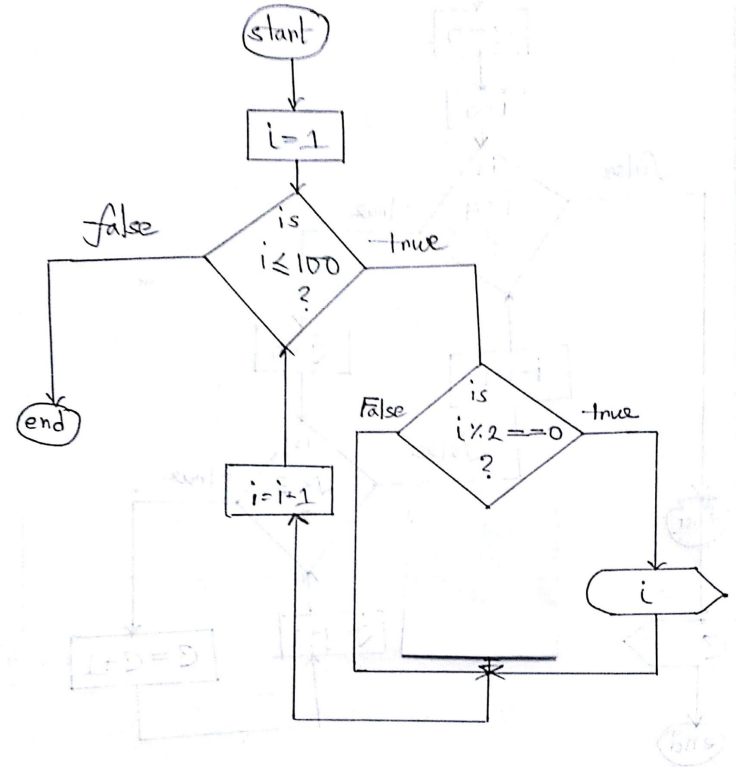 start
i=1
is
i≤100
?
false
true
end
is
i%2==0
?
False
true
i=i+1
i